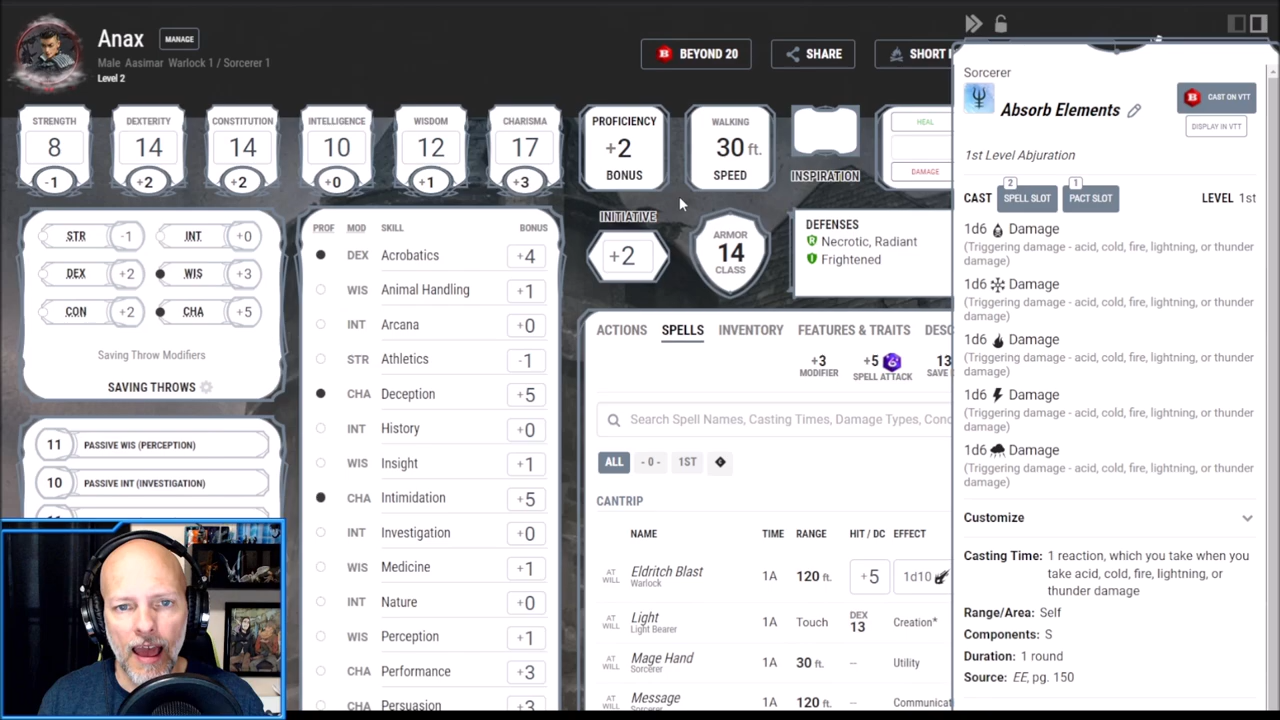 Anax
MANAGE
Male Aasimar Warlock 1 / Sorcerer 1
Level 2
BEYOND 20
SHARE
SHORT
STRENGTH
8
-1
DEXTERITY
14
+2
CONSTITUTION
14
+2
INTELLIGENCE
10
+0
WISDOM
12
+1
CHARISMA
17
+3
PROFICIENCY
+2
BONUS
WALKING
30 ft.
SPEED
INSPIRATION
HEAL
DAMAGE
STR -1
INT +0
DEX +2
WIS +3
CON +2
CHA +5
Saving Throw Modifiers
SAVING THROWS
11 PASSIVE WIS (PERCEPTION)
10 PASSIVE INT (INVESTIGATION)
PROF MOD SKILL BONUS
DEX Acrobatics +4
WIS Animal Handling +1
INT Arcana +0
STR Athletics -1
CHA Deception +5
INT History +0
WIS Insight +1
CHA Intimidation +5
INT Investigation +0
WIS Medicine +1
INT Nature +0
WIS Perception +1
CHA Performance +3
CHA Persuasion +3
INITIATIVE
+2
ARMOR
14
CLASS
DEFENSES
Necrotic, Radiant
Frightened
ACTIONS SPELLS INVENTORY FEATURES & TRAITS DESC
+3
MODIFIER
+5
SPELL ATTACK
13
SAVE
Search Spell Names, Casting Times, Damage Types, Conc
ALL - 0 - 1ST
CANTRIP
NAME TIME RANGE HIT / DC EFFECT
AT WILL Eldritch Blast Warlock 1A 120 ft. +5 1d10
AT WILL Light Light Bearer 1A Touch DEX 13 Creation*
AT WILL Mage Hand Sorcerer 1A 30 ft. -- Utility
AT WILL Message Sorcerer 1A 120 ft. -- Communicat
Sorcerer
Absorb Elements
CAST ON VTT
DISPLAY IN VTT
1st Level Abjuration
CAST
2
SPELL SLOT
1
PACT SLOT
LEVEL 1st
1d6 Damage
(Triggering damage - acid, cold, fire, lightning, or thunder
damage)
1d6 Damage
(Triggering damage - acid, cold, fire, lightning, or thunder
damage)
1d6 Damage
(Triggering damage - acid, cold, fire, lightning, or thunder
damage)
1d6 Damage
(Triggering damage - acid, cold, fire, lightning, or thunder
damage)
1d6 Damage
(Triggering damage - acid, cold, fire, lightning, or thunder
damage)
Customize
Casting Time: 1 reaction, which you take when you
take acid, cold, fire, lightning, or
thunder damage
Range/Area: Self
Components: S
Duration: 1 round
Source: EE, pg. 150